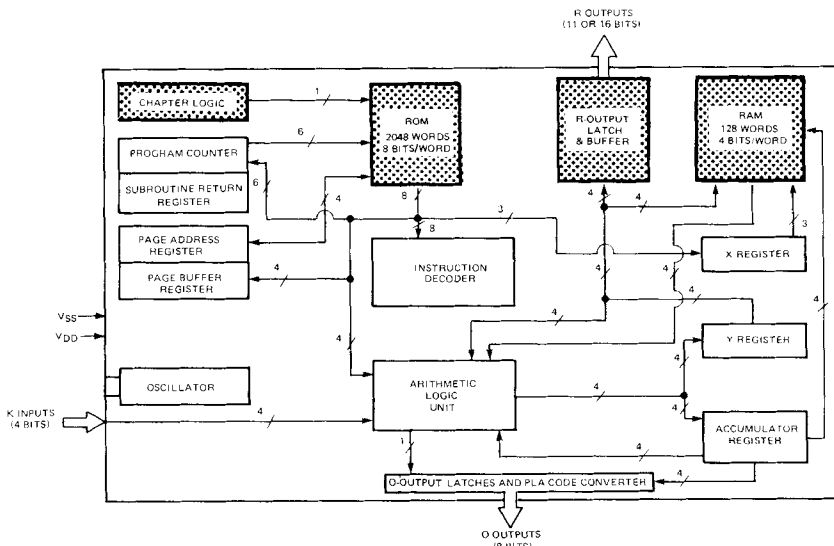 R OUTPUTS
(11 OR 16 BITS)
CHAPTER LOGIC
1
ROM
2048 WORDS
8 BITS/WORD
R-OUTPUT
LATCH
& BUFFER
RAM
128 WORDS
4 BITS/WORD
PROGRAM COUNTER
6
SUBROUTINE RETURN
REGISTER
6
4
8
4
4
3
3
PAGE ADDRESS
REGISTER
8
X REGISTER
PAGE BUFFER
REGISTER
4
INSTRUCTION
DECODER
4
4
4
4
VSS
VDD
4
4
Y REGISTER
OSCILLATOR
ARITHMETIC
LOGIC
UNIT
4
4
4
K INPUTS
(4 BITS)
4
ACCUMULATOR
REGISTER
1
4
O-OUTPUT LATCHES AND PLA CODE CONVERTER
4
O OUTPUTS
(8 BITS)